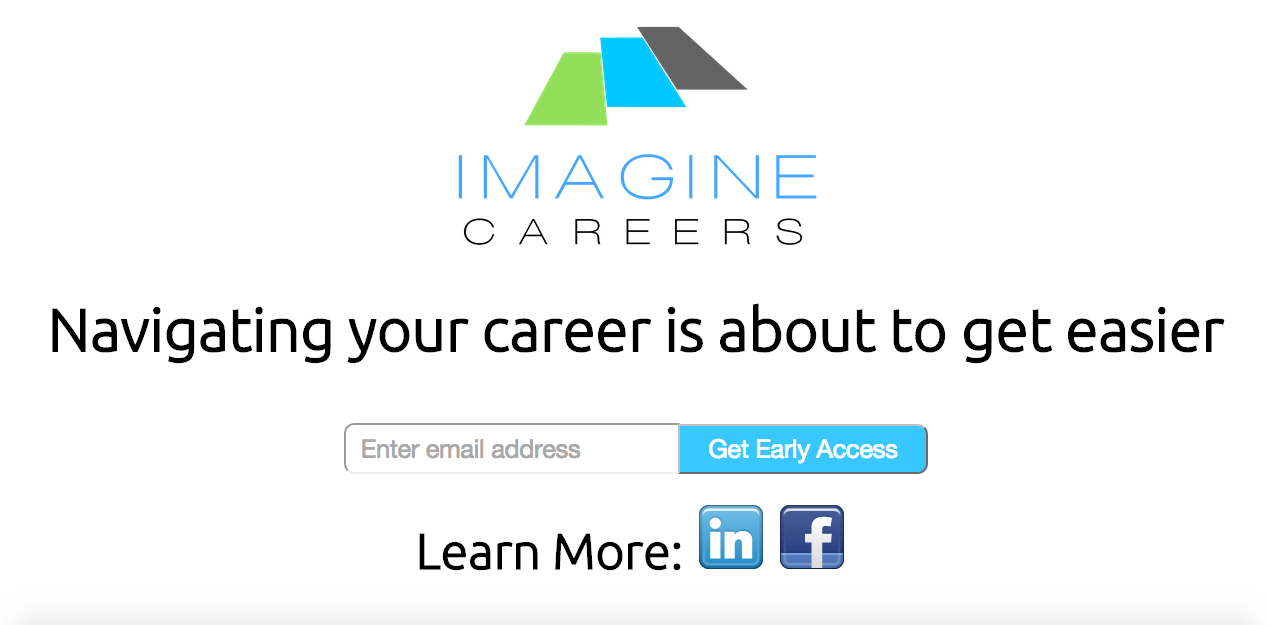 IMAGINE
CAREERS
Navigating your career is about to get easier
Enter email address Get Early Access
Learn More: in f